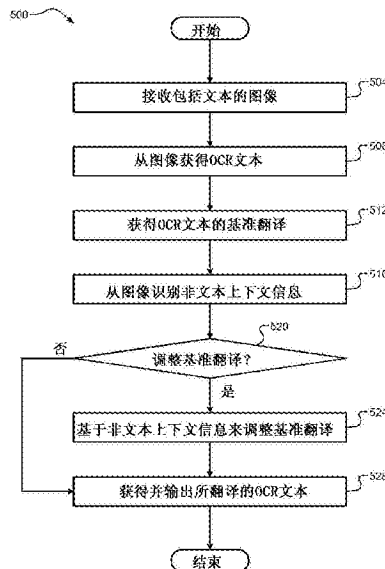 500
开始
接收包括文本的图像
504
从图像获得OCR文本
508
获得OCR文本的基准翻译
512
从图像识别非文本上下文信息
516
520
否
调整基准翻译?
是
基于非文本上下文信息来调整基准翻译
524
获得并输出所翻译的OCR文本
528
结束